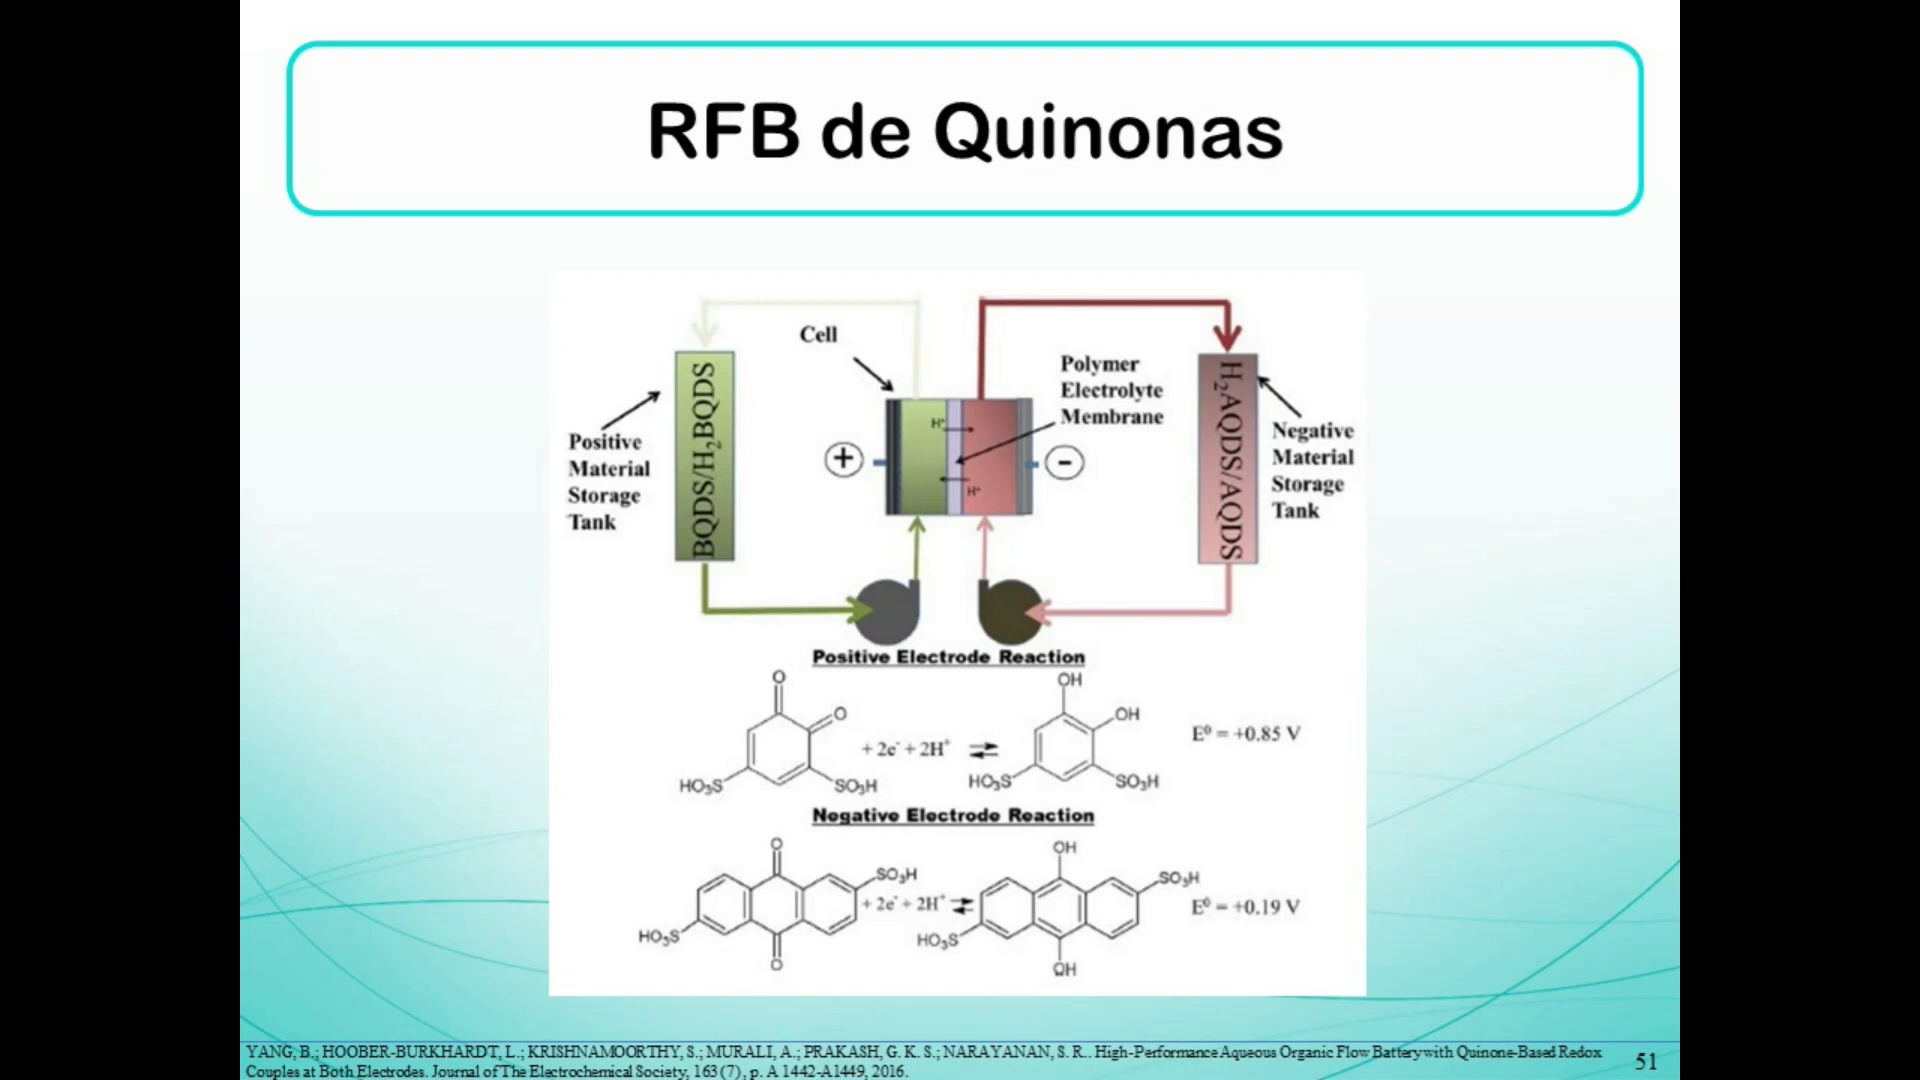 RFB de Quinonas
Cell
Polymer
Electrolyte
Membrane
Positive
Material
Storage
Tank
BQDS/H₂BQDS
H⁺
H⁺
+
-
H₂AQDS/AQDS
Negative
Material
Storage
Tank
Positive Electrode Reaction
O
O
HO₃S
SO₃H
+ 2e⁻ + 2H⁺
OH
OH
HO₃S
SO₃H
E⁰ = +0.85 V
Negative Electrode Reaction
O
SO₃H
HO₃S
O
+ 2e⁻ + 2H⁺
OH
SO₃H
HO₃S
OH
E⁰ = +0.19 V
YANG, B.; HOOBER-BURKHARDT, L.; KRISHNAMOORTHY, S.; MURALI, A.; PRAKASH, G. K. S.; NARAYANAN, S. R.. High-Performance Aqueous Organic Flow Battery with Quinone-Based Redox
Couples at Both Electrodes. Journal of The Electrochemical Society, 163 (7), p. A 1442-A1449, 2016.
51